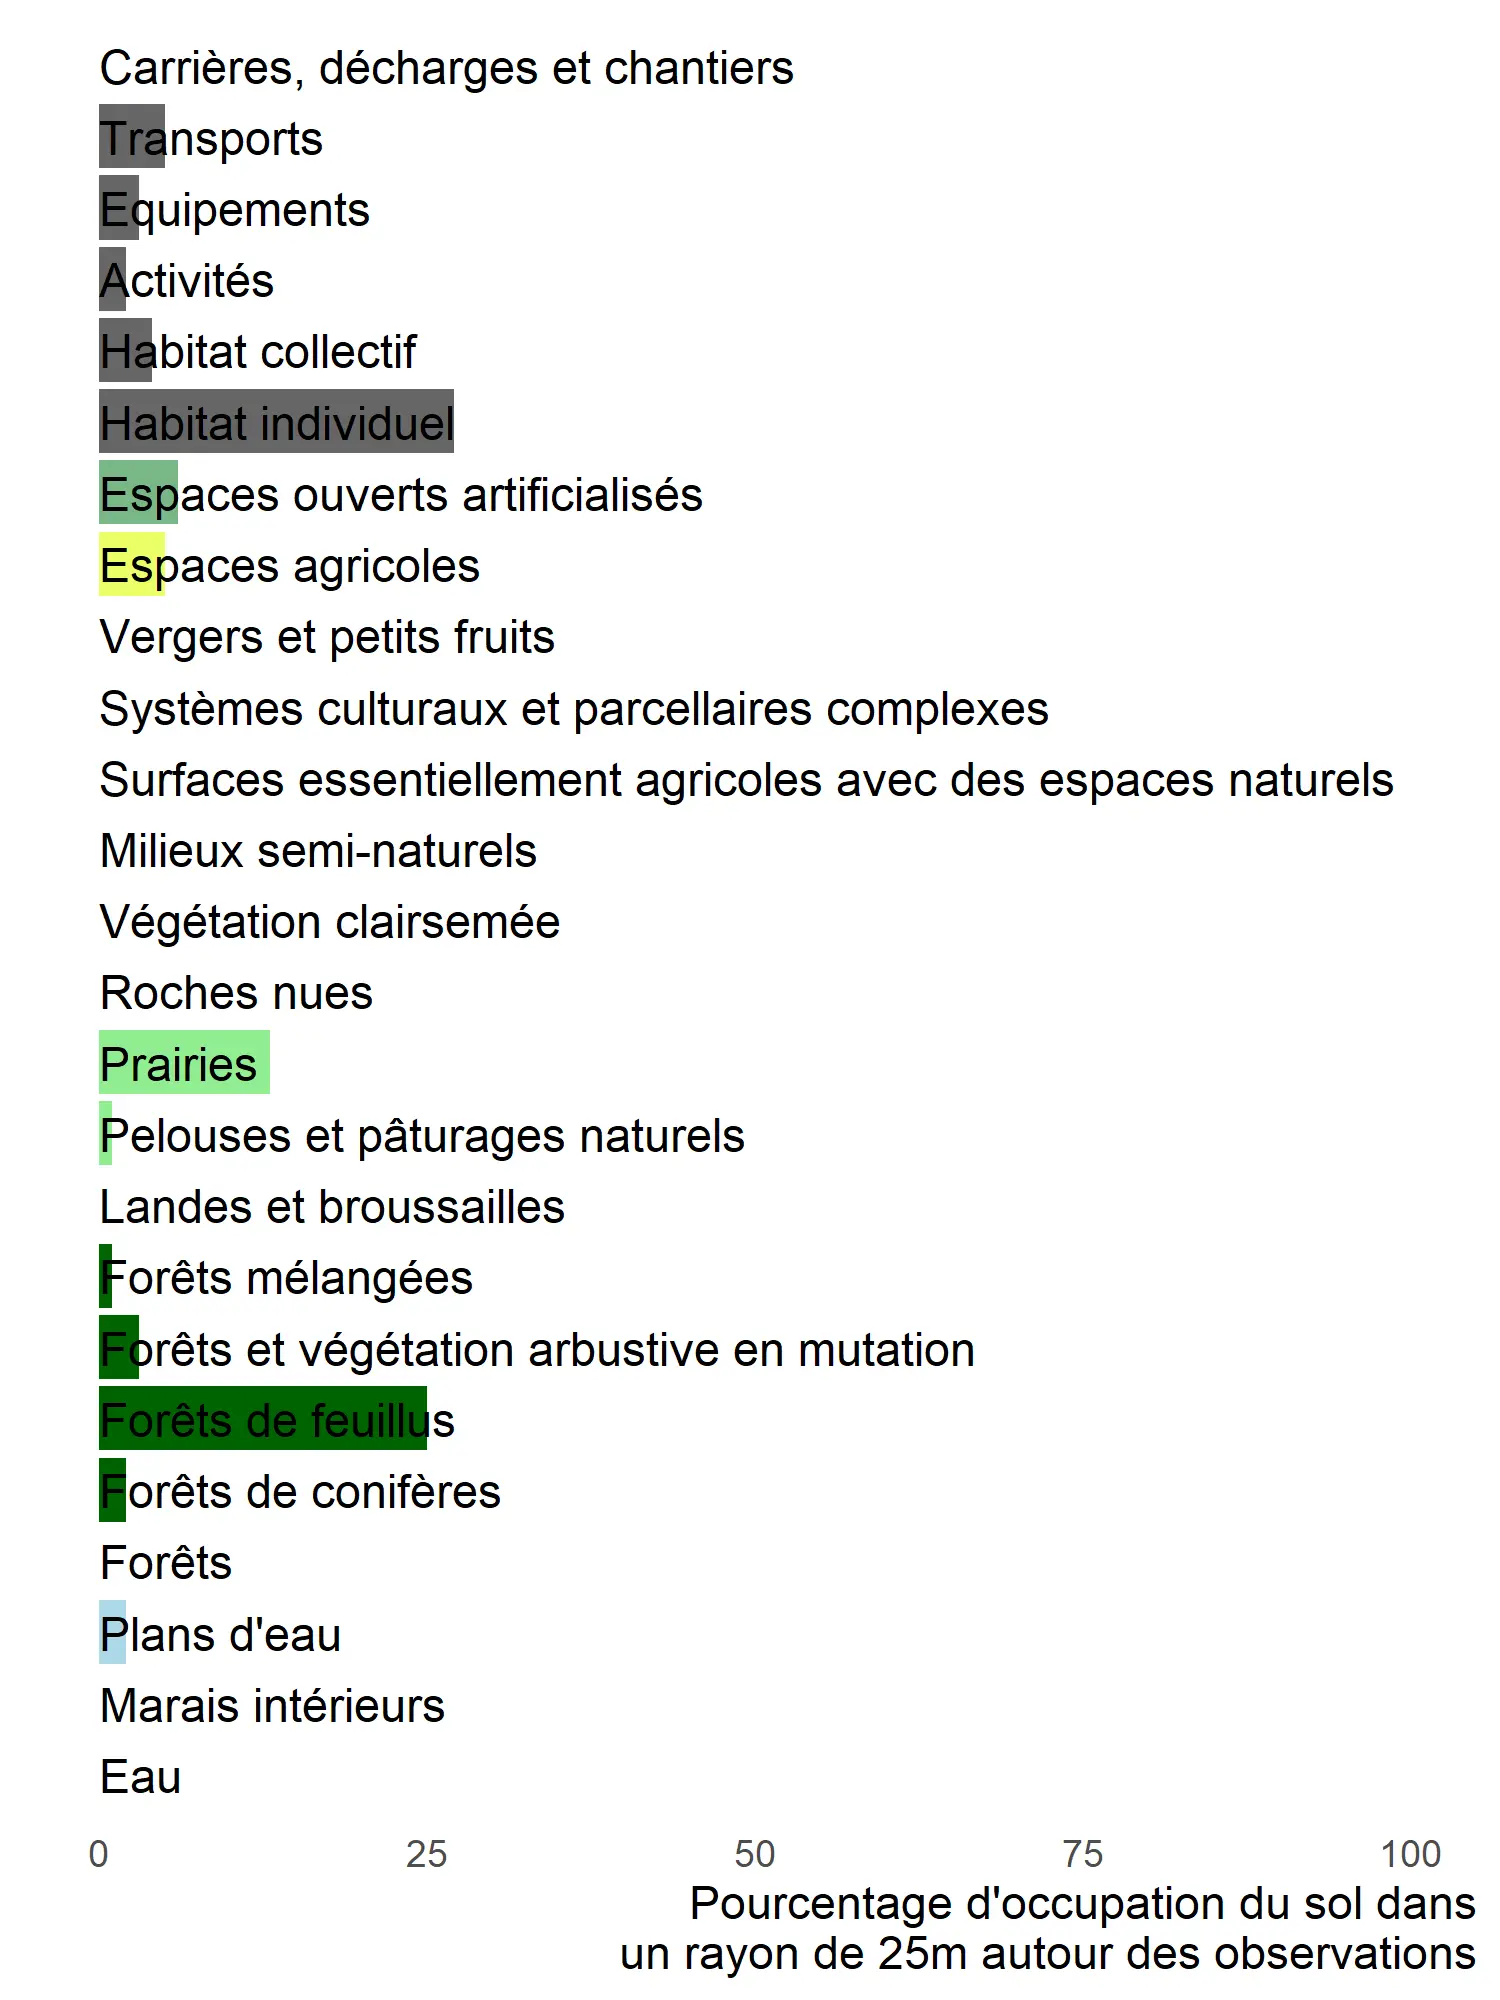 Carrières, décharges et chantiers
Transports
Equipements
Activités
Habitat collectif
Habitat individuel
Espaces ouverts artificialisés
Espaces agricoles
Vergers et petits fruits
Systèmes culturaux et parcellaires complexes
Surfaces essentiellement agricoles avec des espaces naturels
Milieux semi-naturels
Végétation clairsemée
Roches nues
Prairies
Pelouses et pâturages naturels
Landes et broussailles
Forêts mélangées
Forêts et végétation arbustive en mutation
Forêts de feuillus
Forêts de conifères
Forêts
Plans d'eau
Marais intérieurs
Eau
0 25 50 75 100
Pourcentage d'occupation du sol dans
un rayon de 25m autour des observations